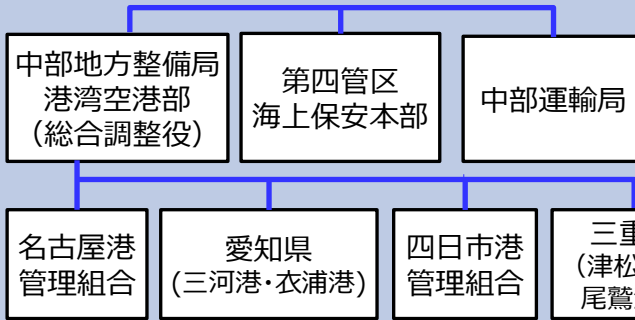 中部地方整備局
港湾空港部
（総合調整役）
第四管区
海上保安本部
中部運輸局
名古屋港
管理組合
愛知県
(三河港・衣浦港)
四日市港
管理組合
三重
（津松
尾鷲